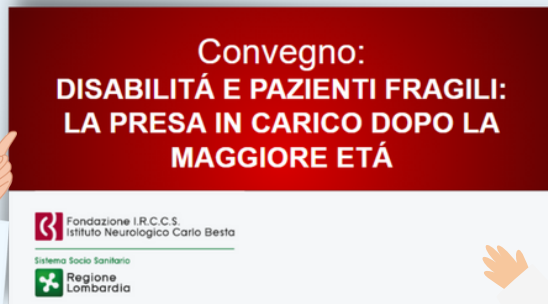 Convegno:
DISABILITÁ E PAZIENTI FRAGILI:
LA PRESA IN CARICO DOPO LA
MAGGIORE ETÁ
Fondazione I.R.C.C.S.
Istituto Neurologico Carlo Besta
Sistema Socio Sanitario
Regione
Lombardia